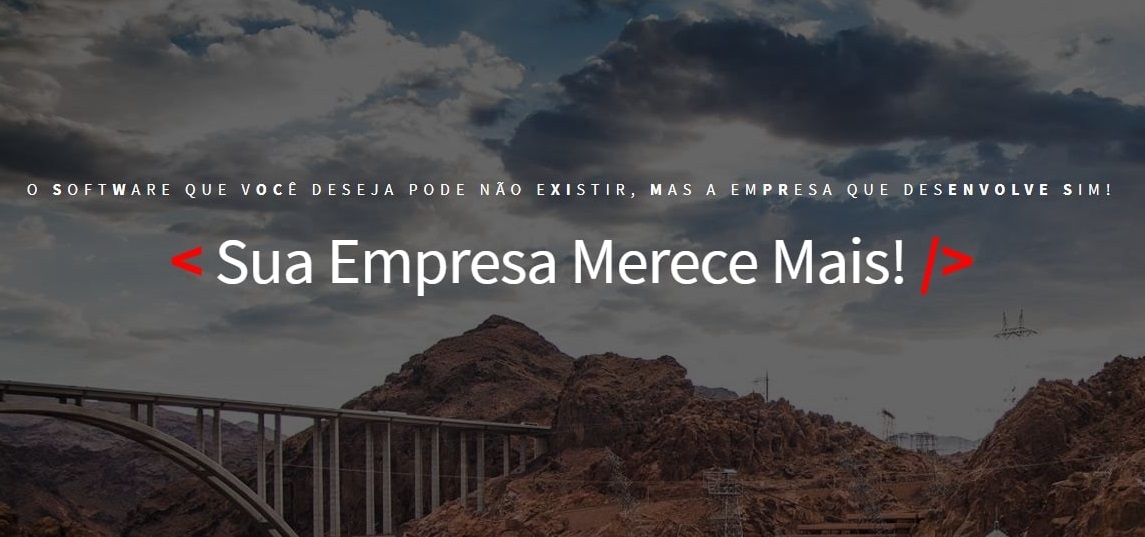 O SOFTWARE QUE VOCÊ DESEJA PODE NÃO EXISTIR, MAS A EMPRESA QUE DESENVOLVE SIM!
< Sua Empresa Merece Mais! />